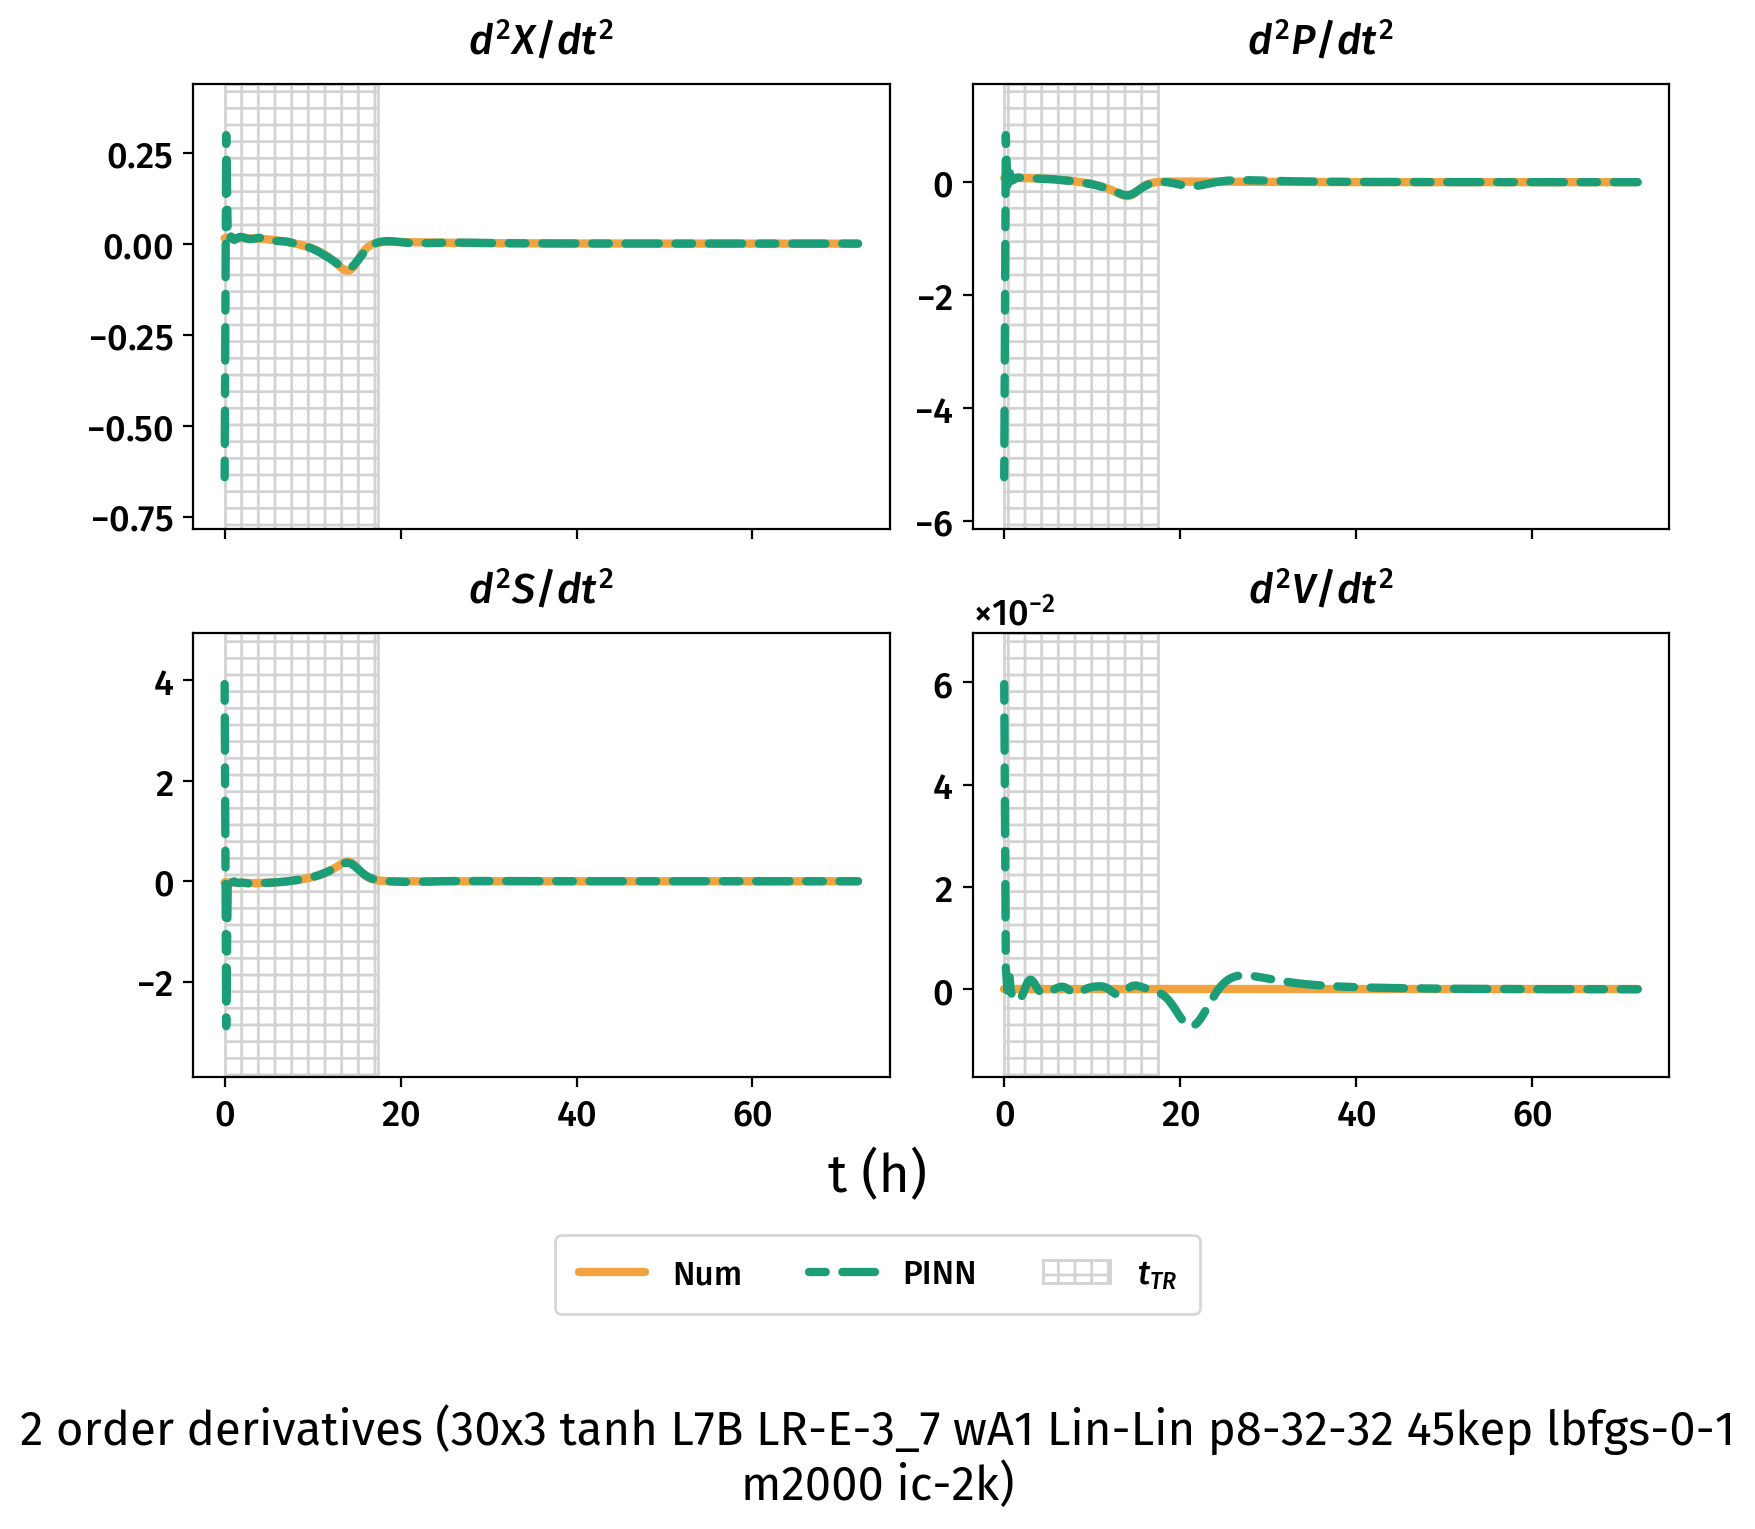 d²X/dt²
d²P/dt²
0.25
0.00
−0.25
−0.50
−0.75
0
−2
−4
−6
d²S/dt²
d²V/dt²
×10⁻²
4
2
0
−2
6
4
2
0
0 20 40 60
0 20 40 60
t (h)
Num PINN t_TR
2 order derivatives (30x3 tanh L7B LR-E-3_7 wA1 Lin-Lin p8-32-32 45kep lbfgs-0-1
m2000 ic-2k)